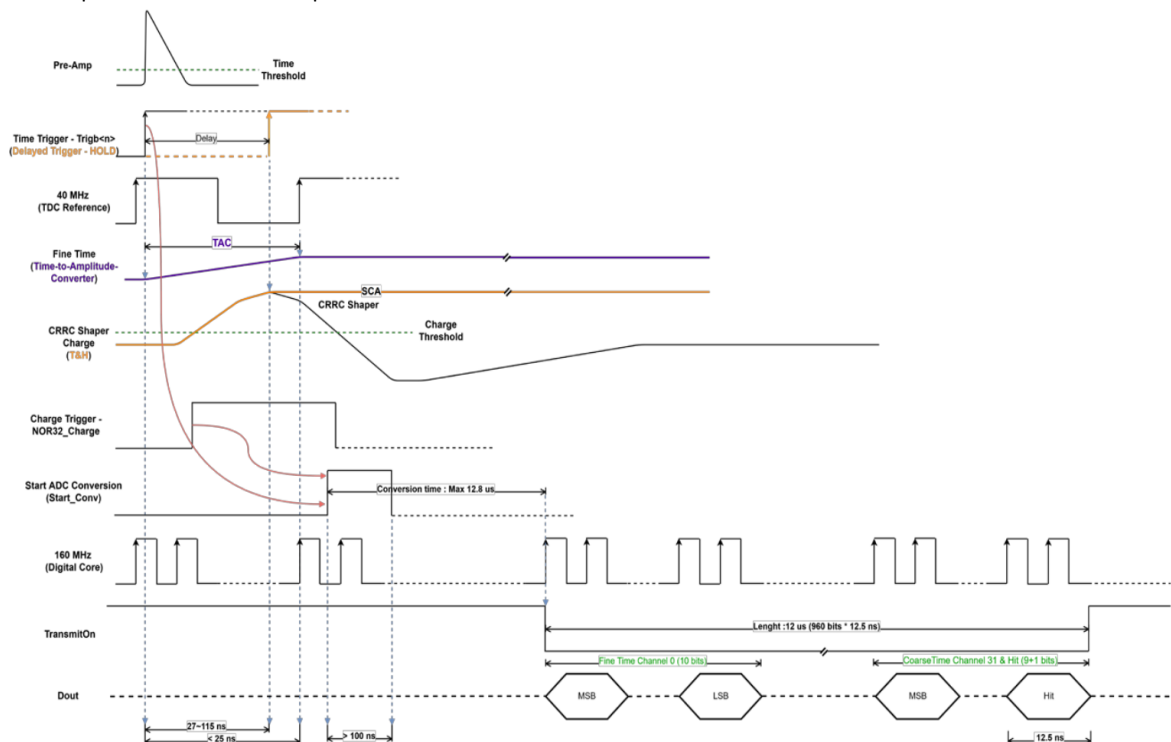 Pre-Amp
Time
Threshold
Time Trigger - Trigb<n>
(Delayed Trigger - HOLD)
Delay
40 MHz
(TDC Reference)
TAC
Fine Time
(Time-to-Amplitude-
Converter)
SCA
CRRC Shaper
CRRC Shaper
Charge
(T&H)
Charge
Threshold
Charge Trigger -
NOR32_Charge
Start ADC Conversion
(Start_Conv)
Conversion time : Max 12.8 us
160 MHz
(Digital Core)
TransmitOn
Lenght :12 us (960 bits * 12.5 ns)
Fine Time Channel 0 (10 bits)
CoarseTime Channel 31 & Hit (9+1 bits)
Dout
MSB
LSB
MSB
Hit
27~115 ns
< 25 ns
> 100 ns
12.5 ns